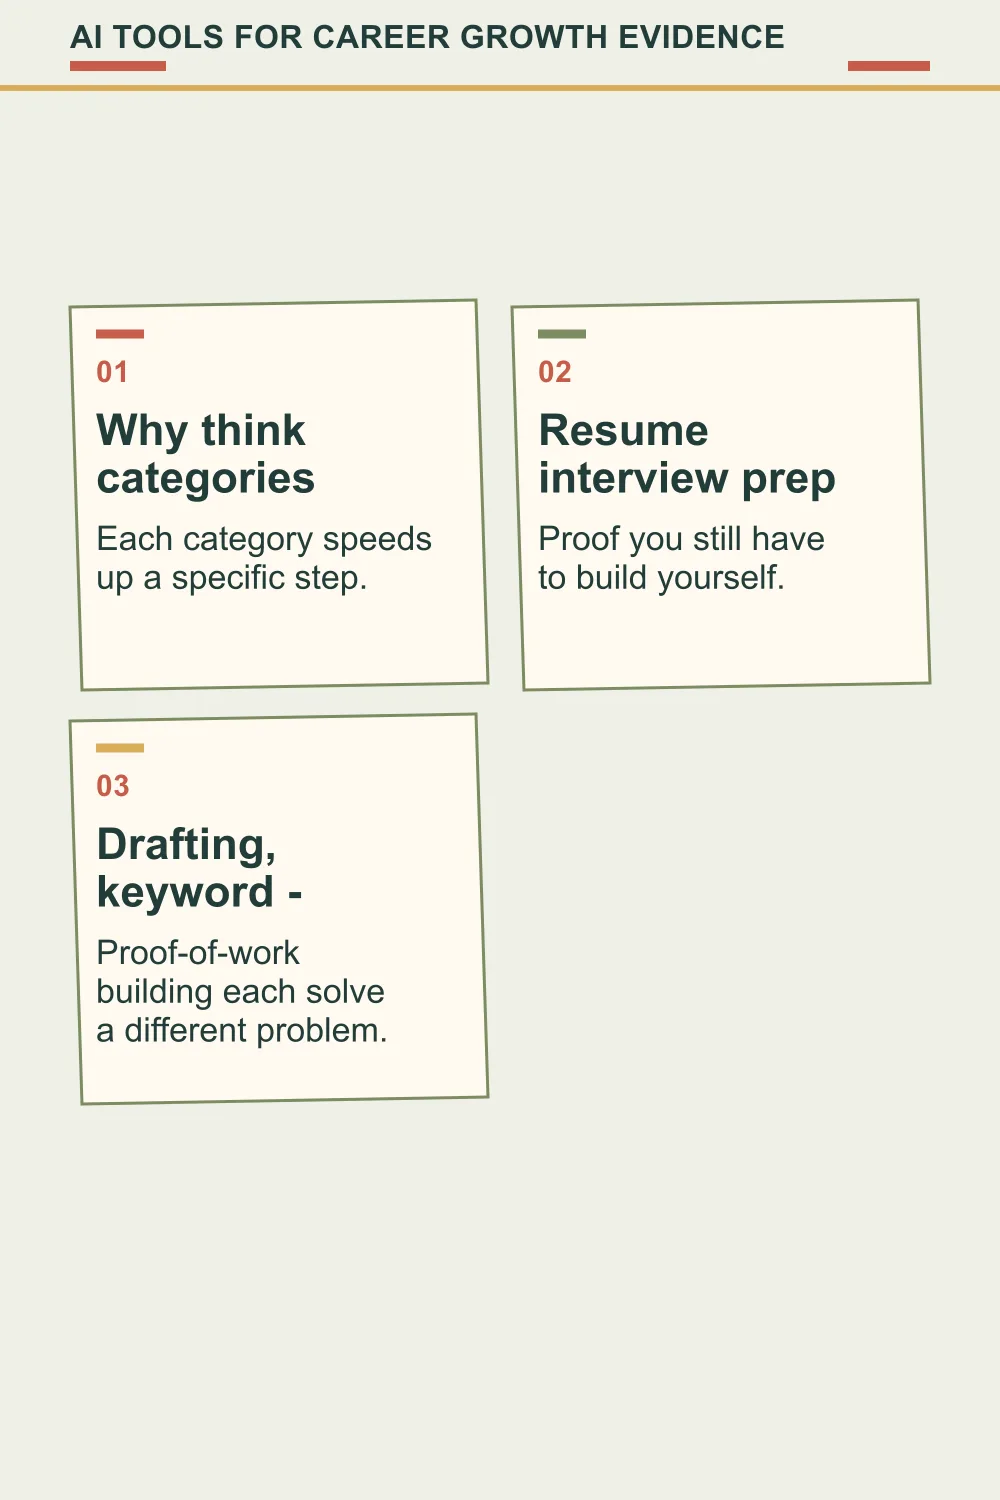 AI TOOLS FOR CAREER GROWTH EVIDENCE
01
Why think
categories
Each category speeds
up a specific step.
02
Resume
interview prep
Proof you still have
to build yourself.
03
Drafting,
keyword -
Proof-of-work
building each solve
a different problem.